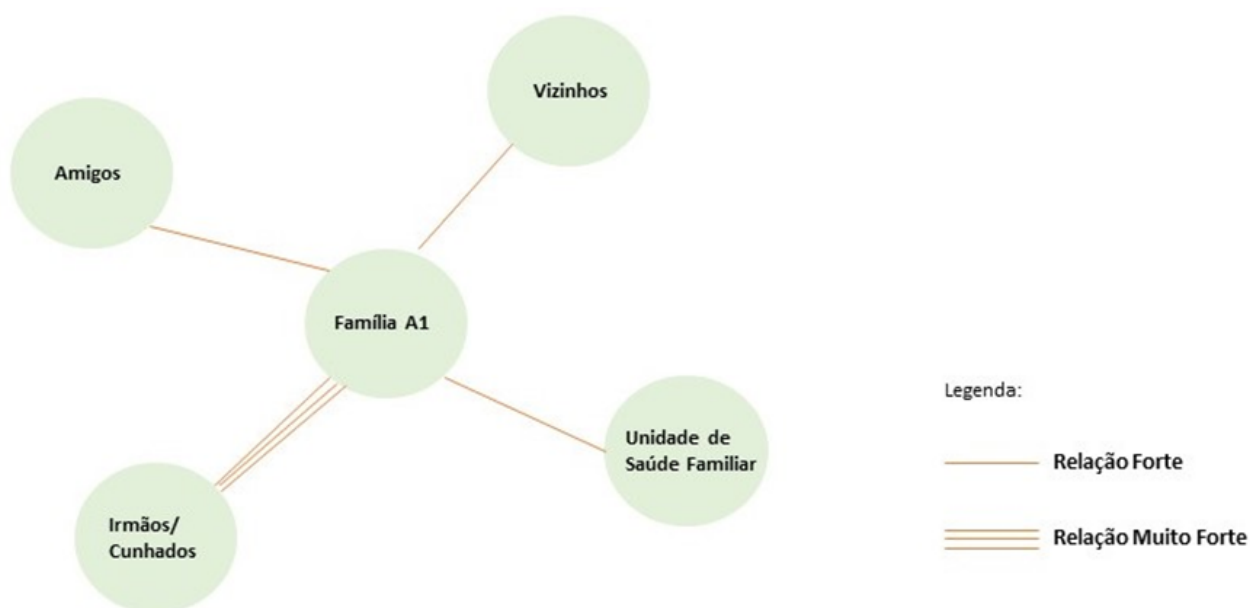 Vizinhos
Amigos
Família A1
Unidade de
Saúde Familiar
Irmãos/
Cunhados
Legenda:
Relação Forte
Relação Muito Forte